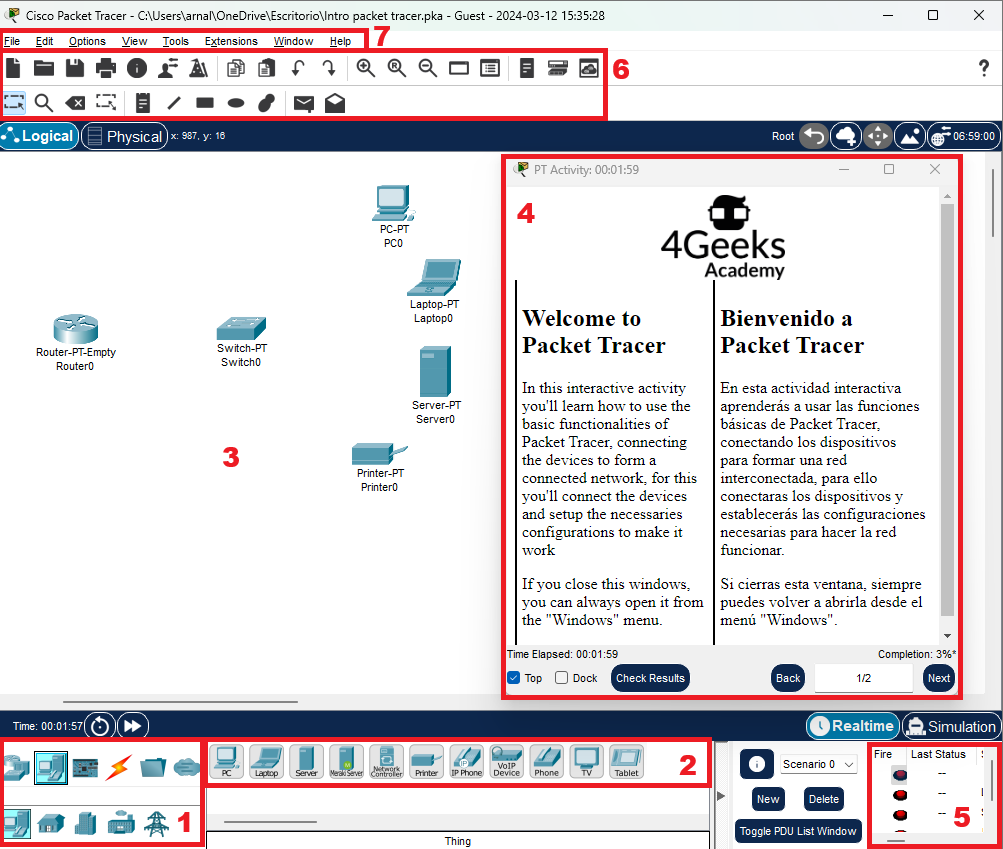 Cisco Packet Tracer - C:\Users\arnal\OneDrive\Escritorio\Intro packet tracer.pka - Guest - 2024-03-12 15:35:28
File Edit Options View Tools Extensions Window Help
7
6
?
Logical Physical x: 987, y: 16 Root 06:59:00
PT Activity: 00:01:59
4
4Geeks
Academy
Welcome to
Packet Tracer
In this interactive activity
you'll learn how to use the
basic functionalities of
Packet Tracer, connecting
the devices to form a
connected network, for this
you'll connect the devices
and setup the necessaries
configurations to make it
work
If you close this windows,
you can always open it from
the "Windows" menu.
Bienvenido a
Packet Tracer
En esta actividad interactiva
aprenderás a usar las funciones
básicas de Packet Tracer,
conectando los dispositivos
para formar una red
interconectada, para ello
conectaras los dispositivos y
establecerás las configuraciones
necesarias para hacer la red
funcionar.
Si cierras esta ventana, siempre
puedes volver a abrirla desde el
menú "Windows".
Time Elapsed: 00:01:59 Completion: 3%*
Top Dock Check Results Back 1/2 Next
PC-PT
PC0
Laptop-PT
Laptop0
Router-PT-Empty
Router0
Switch-PT
Switch0
Server-PT
Server0
3
Printer-PT
Printer0
Time: 00:01:57 Realtime Simulation
1
PC Laptop Server Meraki Server Network Controller Printer IP Phone VoIP Device Phone TV Tablet
2
Thing
Scenario 0
New Delete
Toggle PDU List Window
Fire Last Status
--
--
--
5